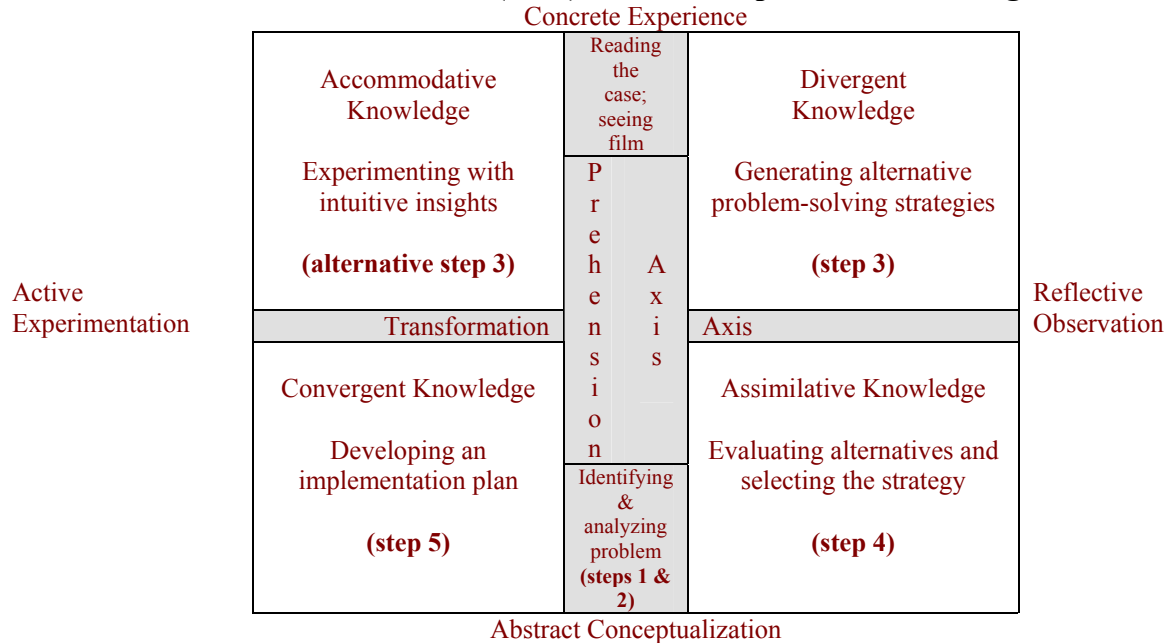 Concrete Experience
Accommodative
Knowledge
Experimenting with
intuitive insights
(alternative step 3)
Reading
the
case;
seeing
film
Divergent
Knowledge
Generating alternative
problem-solving strategies
(step 3)
Active
Experimentation
Transformation
Prehension
Axis
Axis
Reflective
Observation
Convergent Knowledge
Developing an
implementation plan
(step 5)
Identifying
&
analyzing
problem
(steps 1 &
2)
Assimilative Knowledge
Evaluating alternatives and
selecting the strategy
(step 4)
Abstract Conceptualization